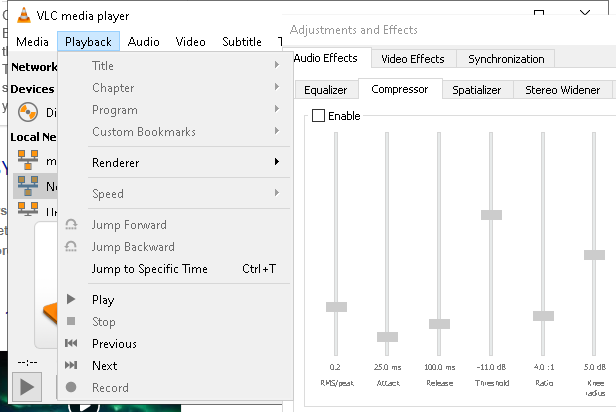 VLC media player
Media Playback Audio Video Subtitle
Title
Chapter
Program
Custom Bookmarks
Renderer
Speed
Jump Forward
Jump Backward
Jump to Specific Time Ctrl+T
Play
Stop
Previous
Next
Record
Network
Devices
Local Ne
--:--
Adjustments and Effects
Audio Effects Video Effects Synchronization
Equalizer Compressor Spatializer Stereo Widener
Enable
0.2 25.0 ms 100.0 ms -11.0 dB 4.0 :1 5.0 dB
RMS/peak Attack Release Threshold Ratio Knee
radius